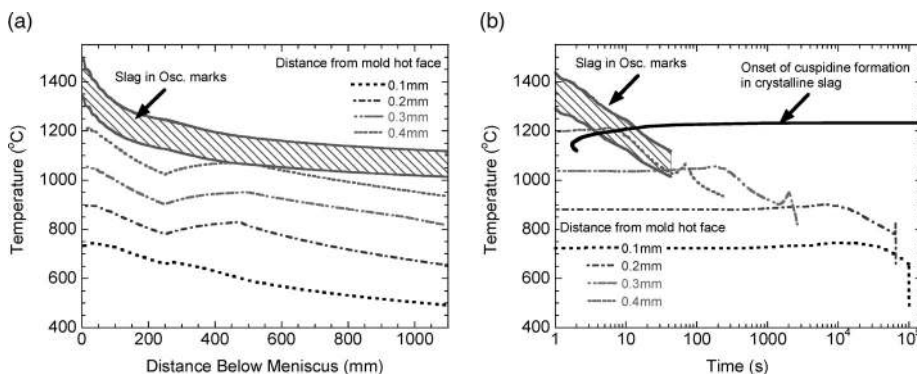 (a)
1400
1200
1000
800
600
400
Temperature (°C)
0
200
400
600
800
1000
Distance Below Meniscus (mm)
Slag in Osc. marks
Distance from mold hot face
0.1mm
0.2mm
0.3mm
0.4mm
(b)
1400
1200
1000
800
600
400
Temperature (°C)
1
10
100
1000
10⁴
10⁵
Time (s)
Slag in Osc. marks
Onset of cuspidine formation
in crystalline slag
Distance from mold hot face
0.1mm
0.2mm
0.3mm
0.4mm